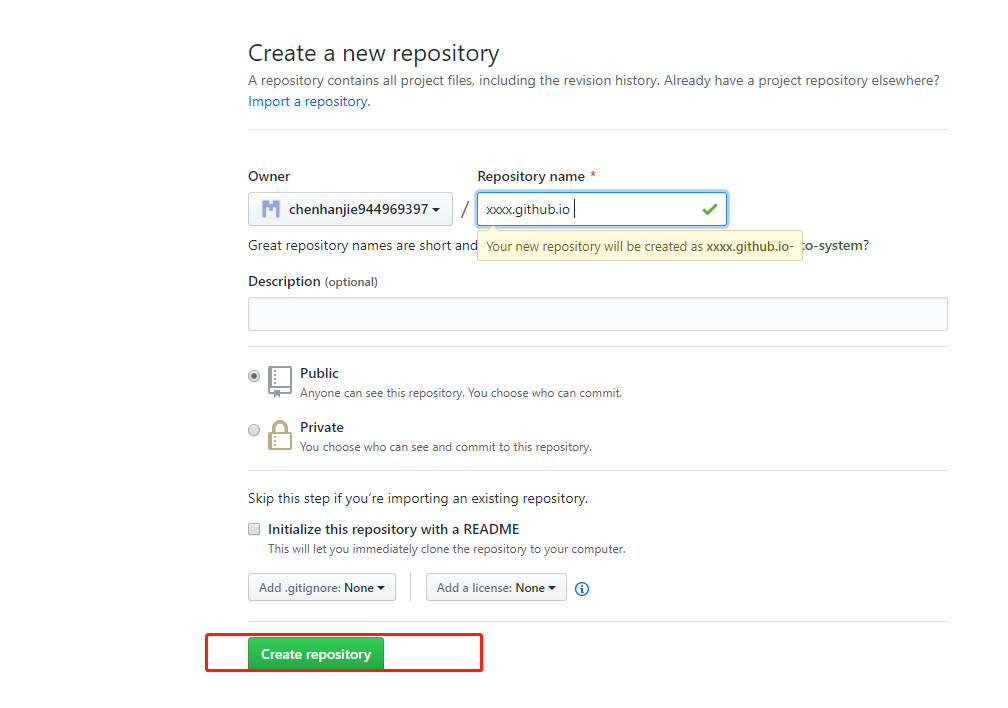 Create a new repository
A repository contains all project files, including the revision history. Already have a project repository elsewhere?
Import a repository.
Owner
Repository name *
chenhanjie944969397
/
xxxx.github.io
Great repository names are short and
Your new repository will be created as xxxx.github.io-
to-system?
Description (optional)
Public
Anyone can see this repository. You choose who can commit.
Private
You choose who can see and commit to this repository.
Skip this step if you’re importing an existing repository.
Initialize this repository with a README
This will let you immediately clone the repository to your computer.
Add .gitignore: None
Add a license: None
Create repository